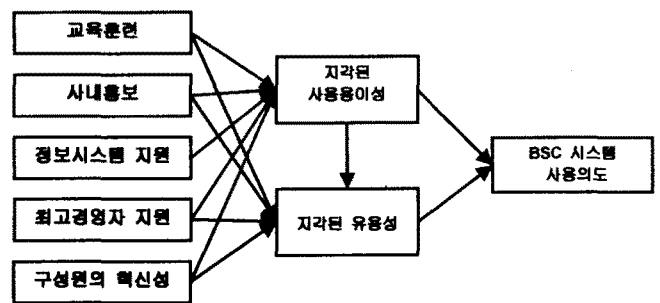 교육훈련
사내홍보
정보시스템 지원
최고경영자 지원
구성원의 혁신성
지각된
사용용이성
지각된 유용성
BSC 시스템
사용의도